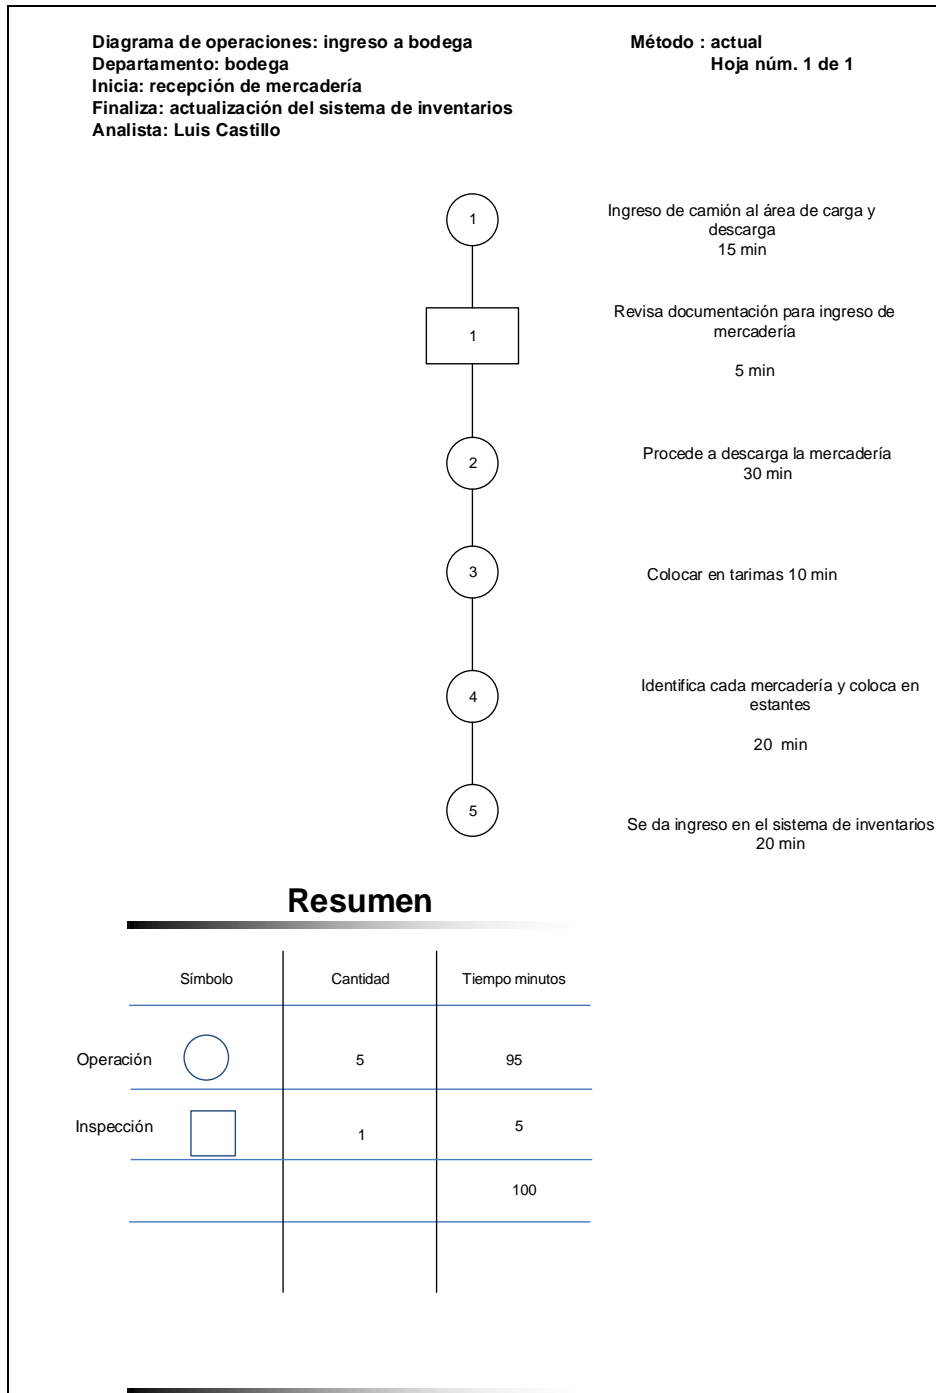 Diagrama de operaciones: ingreso a bodega
Método : actual
Departamento: bodega
Hoja núm. 1 de 1
Inicia: recepción de mercadería
Finaliza: actualización del sistema de inventarios
Analista: Luis Castillo
1
Ingreso de camión al área de carga y
descarga
15 min
1
Revisa documentación para ingreso de
mercadería
5 min
2
Procede a descarga la mercadería
30 min
3
Colocar en tarimas 10 min
4
Identifica cada mercadería y coloca en
estantes
20 min
5
Se da ingreso en el sistema de inventarios
20 min
Resumen
Símbolo Cantidad Tiempo minutos
Operación 5 95
Inspección 1 5
100